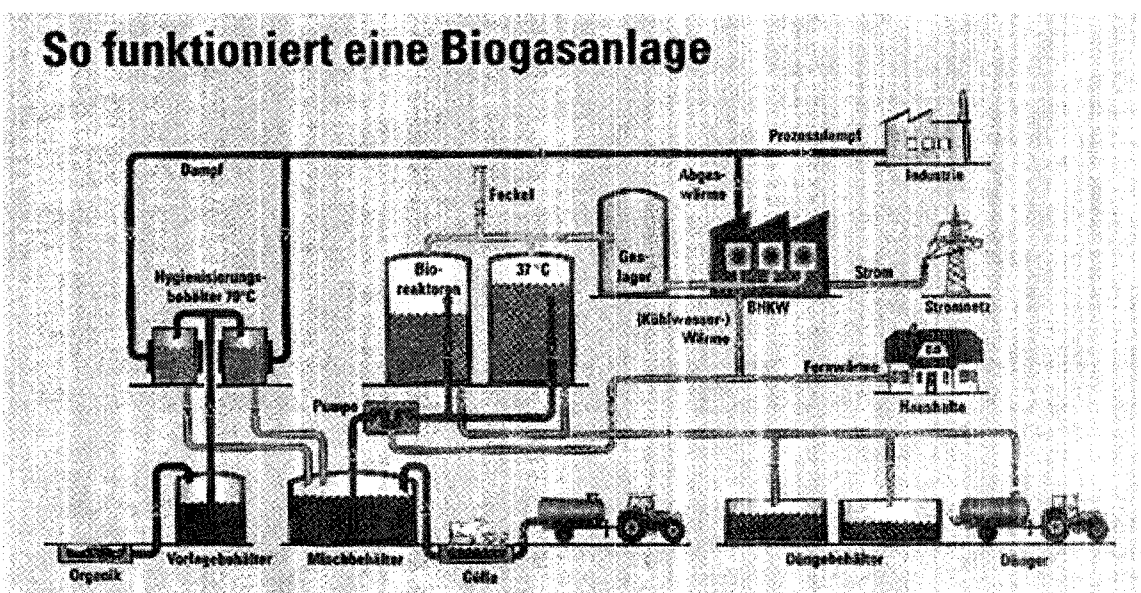 So funktioniert eine Biogasanlage
Prozessdampf
Dampf
Abgas-
wärme
Industrie
Fackel
Hygienisierungs-
behälter 70°C
Bio-
reaktoren
37°C
Gas-
lager
BHKW
Strom
Stromnetz
(Kühlwasser-)
Wärme
Fernwärme
Haushalte
Pumpe
Organik
Vorlagebehälter
Mischbehälter
Gülle
Düngebehälter
Dünger